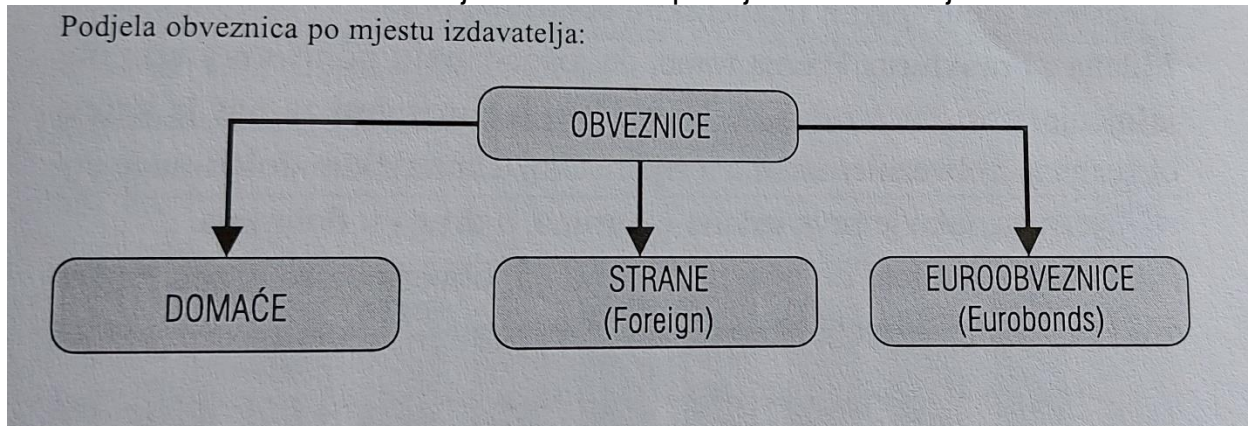 Podjela obveznica po mjestu izdavatelja:
OBVEZNICE
DOMAĆE
STRANE
(Foreign)
EUROOBVEZNICE
(Eurobonds)